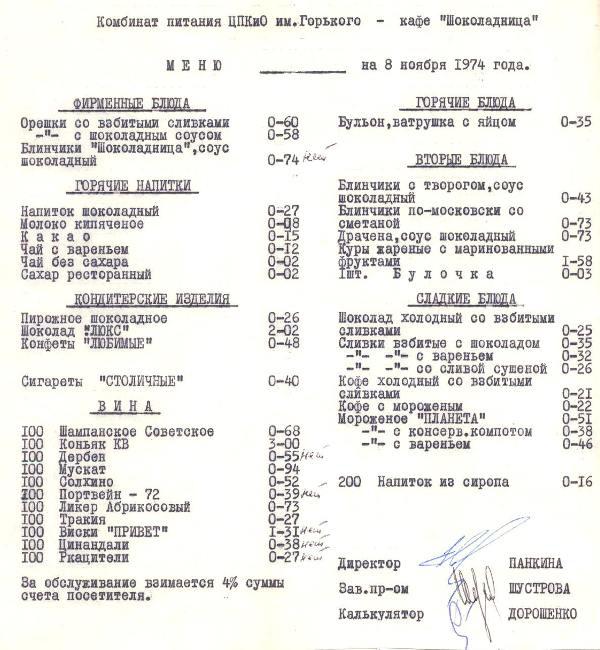 Комбинат питания ЦПКиО им.Горького - кафе "Шоколадница"
МЕНЮ на 8 ноября 1974 года.
ФИРМЕННЫЕ БЛЮДА
Орешки со взбитыми сливками 0-60
-"- с шоколадным соусом 0-58
Блинчики "Шоколадница",соус
шоколадный 0-74 нет
ГОРЯЧИЕ НАПИТКИ
Напиток шоколадный 0-27
Молоко кипяченое 0-08
Какао 0-15
Чай с вареньем 0-12
Чай без сахара 0-02
Сахар ресторанный 0-02
КОНДИТЕРСКИЕ ИЗДЕЛИЯ
Пирожное шоколадное 0-26
Шоколад "ЛЮКС" 2-02
Конфеты "ЛЮБИМЫЕ" 0-48
Сигареты "СТОЛИЧНЫЕ" 0-40
ВИНА
100 Шампанское Советское 0-68
100 Коньяк КВ 3-00
100 Дербен 0-55 нет
100 Мускат 0-94
100 Солхино 0-52
100 Портвейн - 72 0-39 нет
100 Ликер Абрикосовый 0-73
100 Тракия 0-27
100 Виски "ПРИВЕТ" 1-31 нет
100 Цинандали 0-38 нет
100 Ркацители 0-27 нет
За обслуживание взимается 4% суммы
счета посетителя.
ГОРЯЧИЕ БЛЮДА
Бульон,ватрушка с яйцом 0-35
ВТОРЫЕ БЛЮДА
Блинчики с творогом,соус
шоколадный 0-43
Блинчики по-московски со
сметаной 0-73
Драчена,соус шоколадный 0-73
Куры жареные с маринованными
фруктами 1-58
1шт. Булочка 0-03
СЛАДКИЕ БЛЮДА
Шоколад холодный со взбитыми
сливками 0-25
Сливки взбитые с шоколадом 0-35
-"- -"- с вареньем 0-32
-"- -"- со сливой сушеной 0-26
Кофе холодный со взбитыми
сливками 0-21
Кофе с мороженым 0-22
Мороженое "ПЛАНЕТА" 0-51
-"- с консерв.компотом 0-38
-"- с вареньем 0-46
200 Напиток из сиропа 0-16
Директор ПАНКИНА
Зав.пр-ом ШУСТРОВА
Калькулятор ДОРОШЕНКО